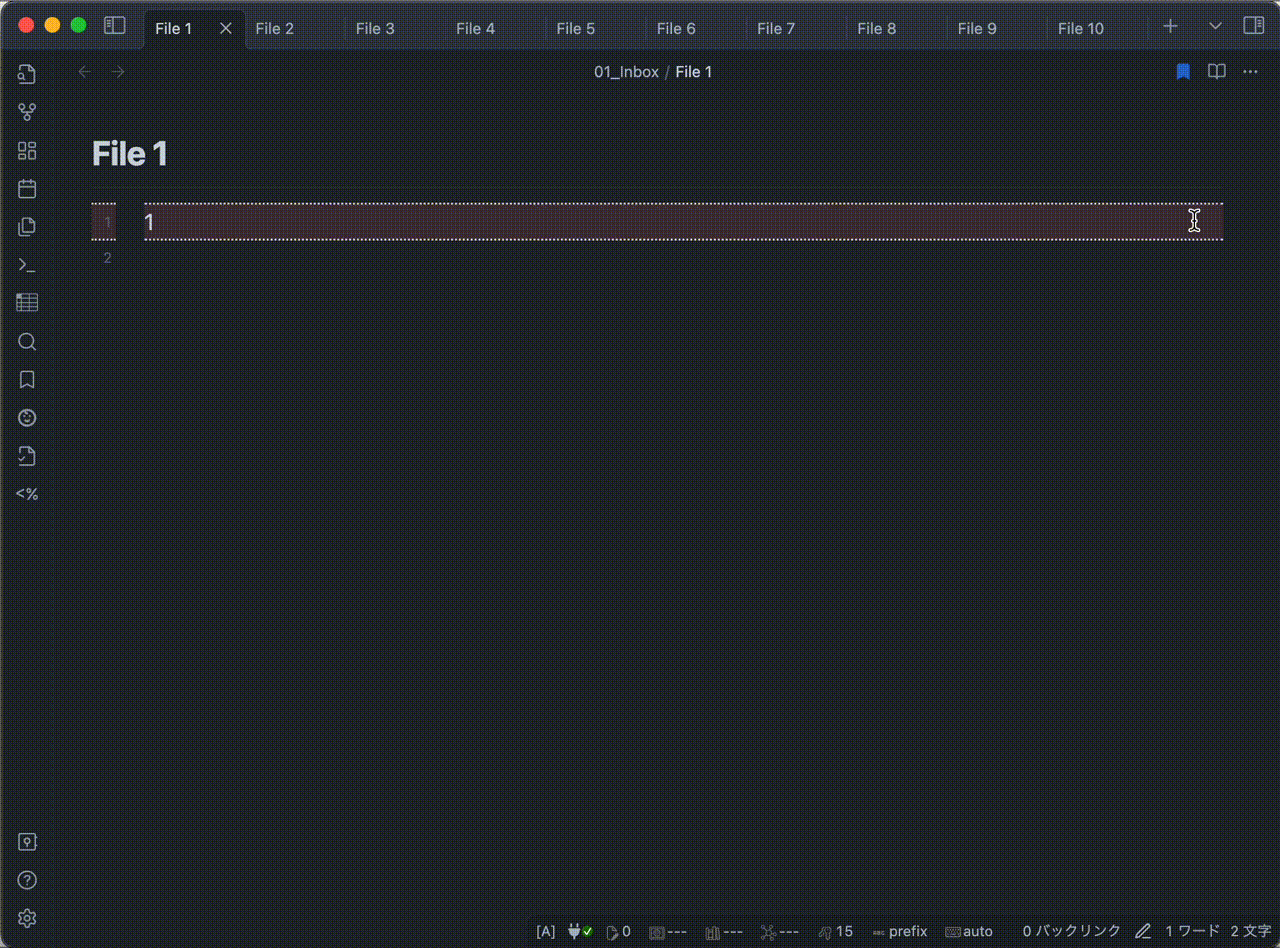 File 1 File 2 File 3 File 4 File 5 File 6 File 7 File 8 File 9 File 10
01_Inbox / File 1
File 1
1 1
2
<%
[A] 0 --- --- --- 15 prefix auto 0 バックリンク 1 ワード 2 文字